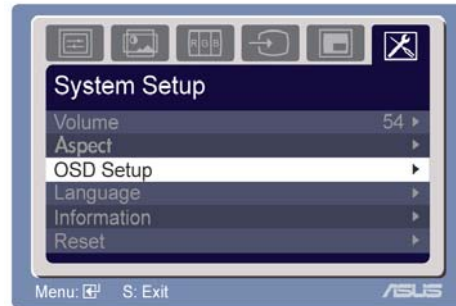 RGB
System Setup
Volume 54
Aspect
OSD Setup
Language
Information
Reset
Menu: S: Exit ASUS